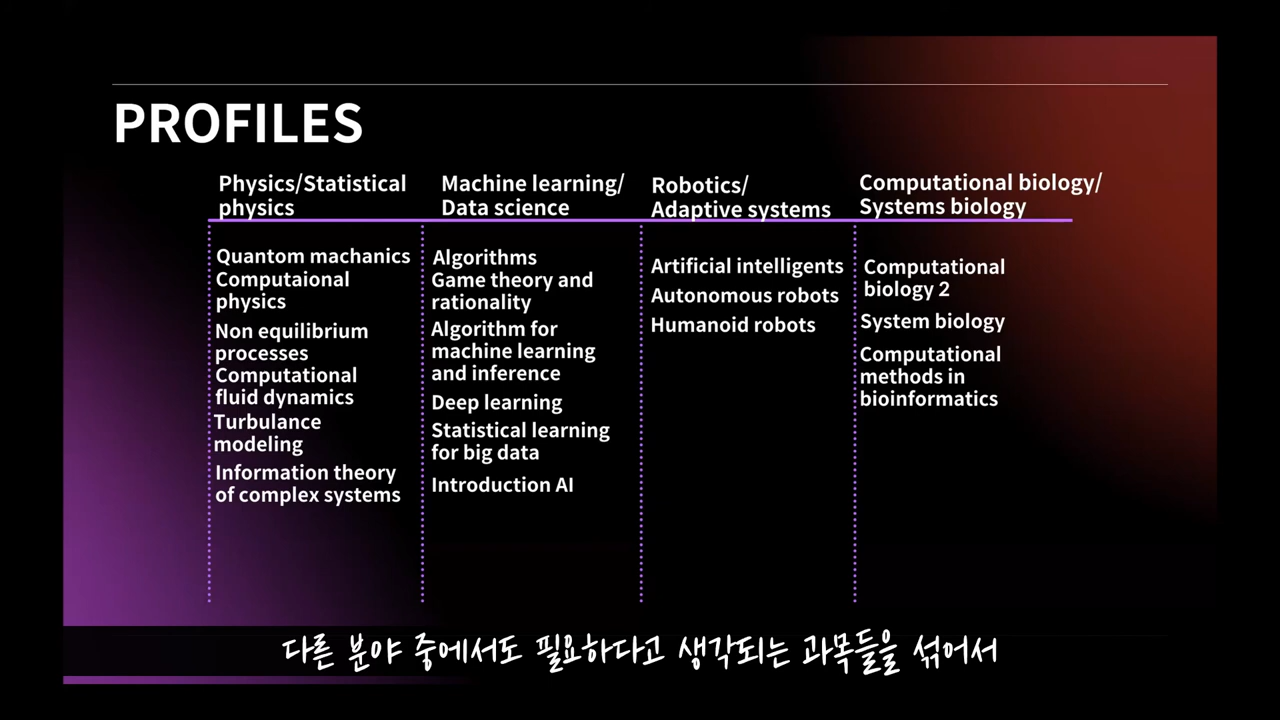 PROFILES
Physics/Statistical
physics
Quantom machanics
Computaional
physics
Non equilibrium
processes
Computational
fluid dynamics
Turbulance
modeling
Information theory
of complex systems
Machine learning/
Data science
Algorithms
Game theory and
rationality
Algorithm for
machine learning
and inference
Deep learning
Statistical learning
for big data
Introduction AI
Robotics/
Adaptive systems
Artificial intelligents
Autonomous robots
Humanoid robots
Computational biology/
Systems biology
Computational
biology 2
System biology
Computational
methods in
bioinformatics
다른 분야 중에서도 필요하다고 생각되는 과목들을 섞어서